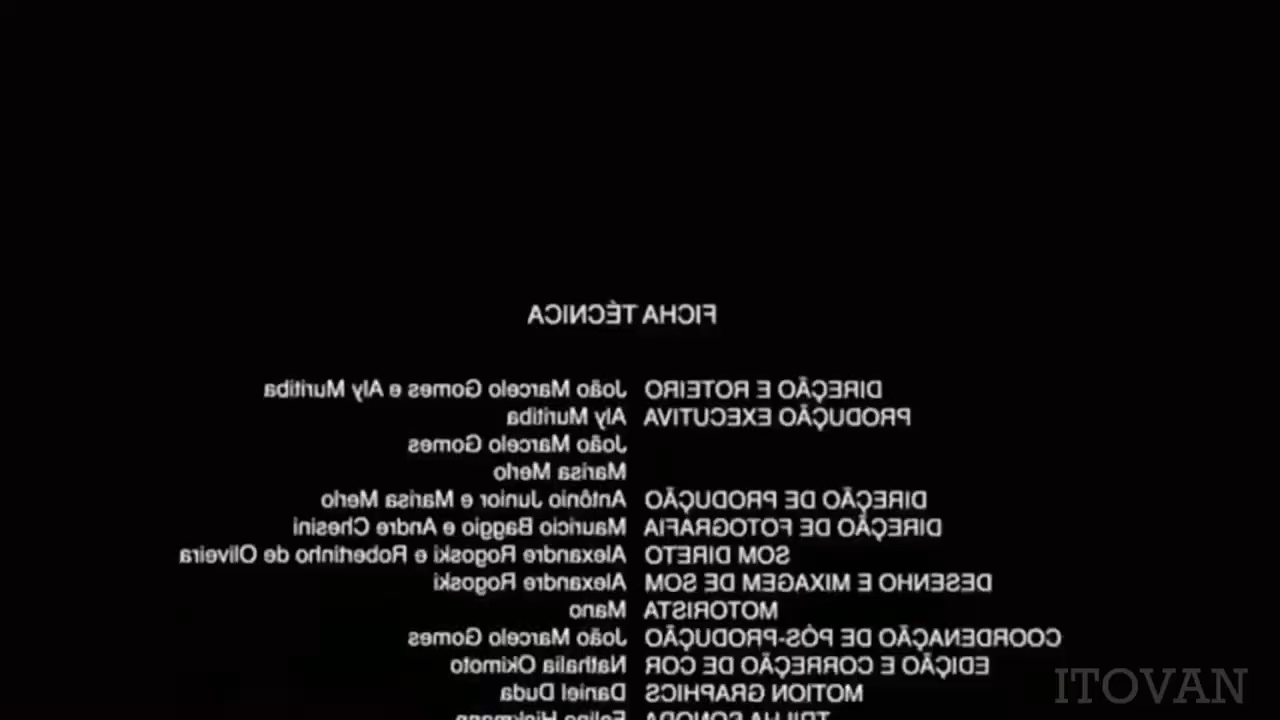 FICHA TÉCNICA
DIREÇÃO E ROTEIRO João Marcelo Gomes e Aly Muritiba
PRODUÇÃO EXECUTIVA Aly Muritiba
João Marcelo Gomes
Marisa Merlo
DIREÇÃO DE PRODUÇÃO Antônio Junior e Marisa Merlo
DIREÇÃO DE FOTOGRAFIA Mauricio Baggio e Andre Chesini
SOM DIRETO Alexandre Rogoski e Robertinho de Oliveira
DESENHO E MIXAGEM DE SOM Alexandre Rogoski
MOTORISTA Mano
COORDENAÇÃO DE PÓS-PRODUÇÃO João Marcelo Gomes
EDIÇÃO E CORREÇÃO DE COR Nathalia Okimoto
MOTION GRAPHICS Daniel Duda
TRILHA SONORA Felipe
ITOVAN